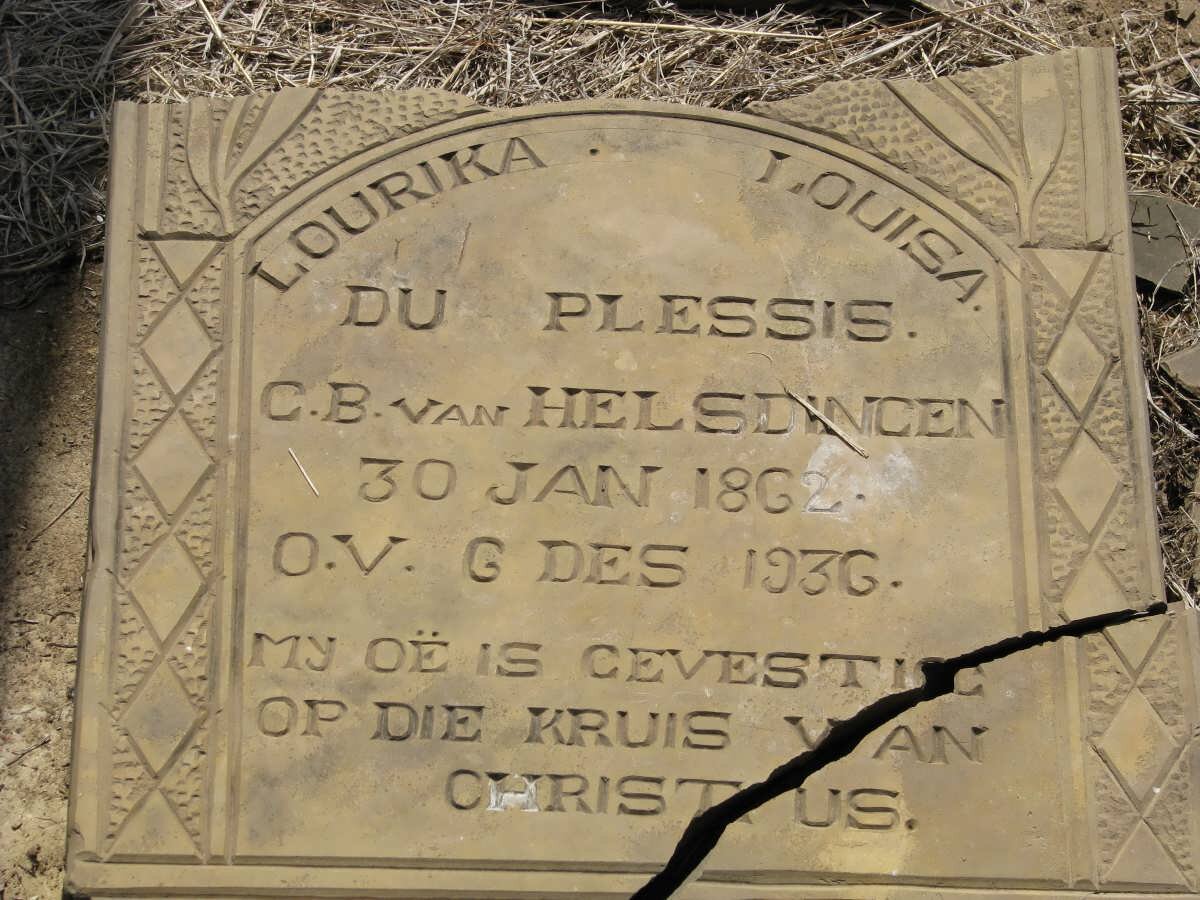 LOURIKA . LOUISA.
DU PLESSIS.
G.B. VAN HELSDINGEN
30 JAN 1862.
O.V. 6 DES 1936.
MY OË IS GEVESTIG
OP DIE KRUIS VAN
CHRISTUS.